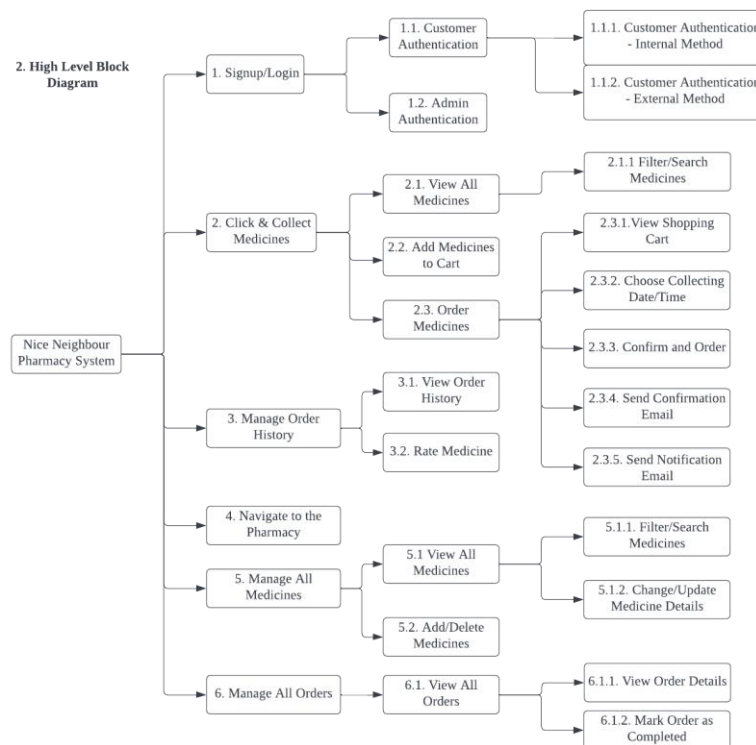 2. High Level Block
Diagram
Nice Neighbour
Pharmacy System
1. Signup/Login
1.1. Customer
Authentication
1.1.1. Customer Authentication
- Internal Method
1.1.2. Customer Authentication
- External Method
1.2. Admin
Authentication
2. Click & Collect
Medicines
2.1. View All
Medicines
2.1.1 Filter/Search
Medicines
2.2. Add Medicines
to Cart
2.3. Order
Medicines
2.3.1.View Shopping
Cart
2.3.2. Choose Collecting
Date/Time
2.3.3. Confirm and Order
2.3.4. Send Confirmation
Email
2.3.5. Send Notification
Email
3. Manage Order
History
3.1. View Order
History
3.2. Rate Medicine
4. Navigate to the
Pharmacy
5. Manage All
Medicines
5.1 View All
Medicines
5.1.1. Filter/Search
Medicines
5.1.2. Change/Update
Medicine Details
5.2. Add/Delete
Medicines
6. Manage All Orders
6.1. View All
Orders
6.1.1. View Order Details
6.1.2. Mark Order as
Completed